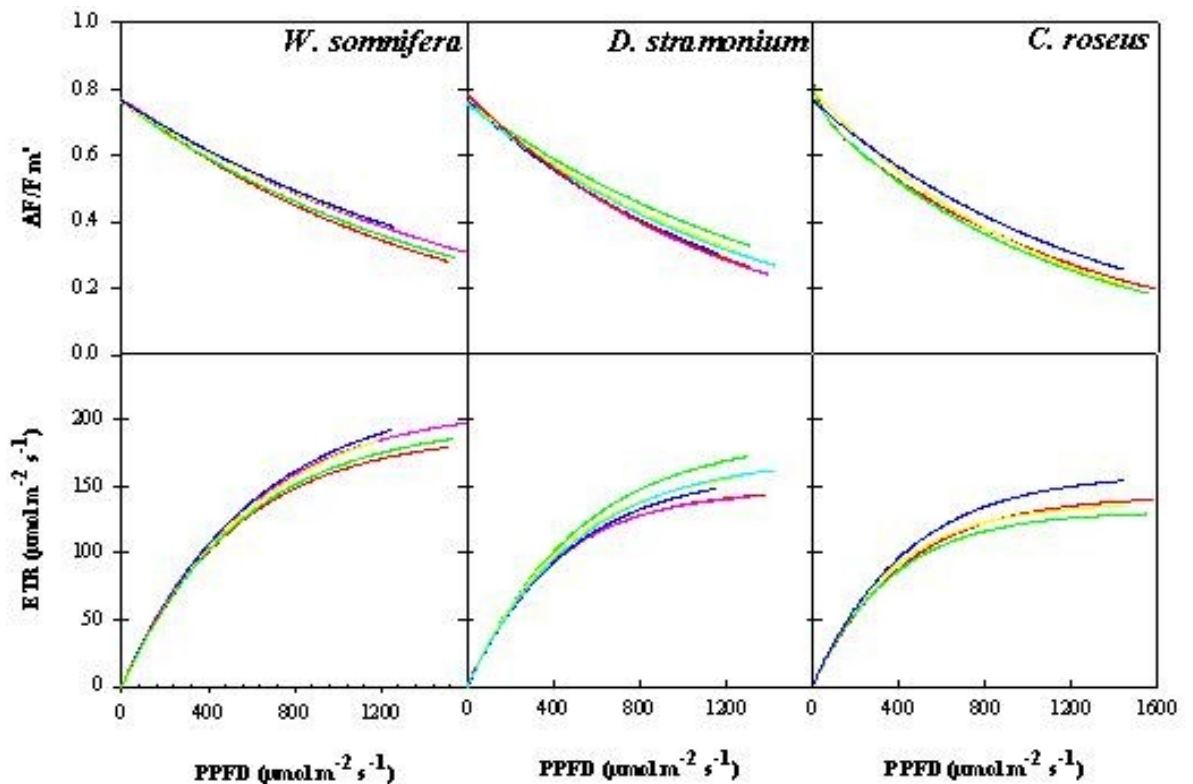 1.0
W. somnifera
D. stramonium
C. roseus
0.8
0.6
0.4
0.2
0.0
ΔF/Fm'
200
150
100
50
0
ETR (µmol m⁻² s⁻¹)
0 400 800 1200 0 400 800 1200 0 400 800 1200 1600
PPFD (µmol m⁻² s⁻¹) PPFD (µmol m⁻² s⁻¹) PPFD (µmol m⁻² s⁻¹)